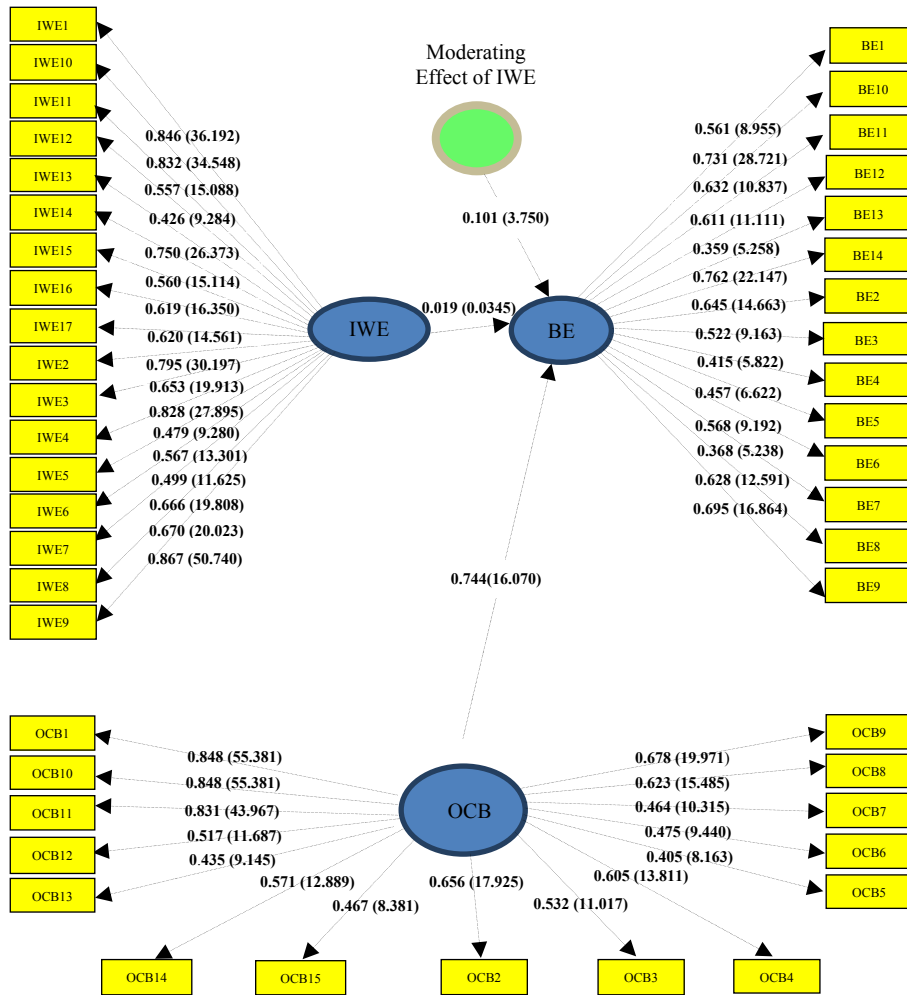 IWE1
IWE10
IWE11
IWE12
IWE13
IWE14
IWE15
IWE16
IWE17
IWE2
IWE3
IWE4
IWE5
IWE6
IWE7
IWE8
IWE9
0.846 (36.192)
0.832 (34.548)
0.557 (15.088)
0.426 (9.284)
0.750 (26.373)
0.560 (15.114)
0.619 (16.350)
0.620 (14.561)
0.795 (30.197)
0.653 (19.913)
0.828 (27.895)
0.479 (9.280)
0.567 (13.301)
0.499 (11.625)
0.666 (19.808)
0.670 (20.023)
0.867 (50.740)
Moderating
Effect of IWE
0.101 (3.750)
IWE
0.019 (0.0345)
BE
0.744(16.070)
0.561 (8.955)
0.731 (28.721)
0.632 (10.837)
0.611 (11.111)
0.359 (5.258)
0.762 (22.147)
0.645 (14.663)
0.522 (9.163)
0.415 (5.822)
0.457 (6.622)
0.568 (9.192)
0.368 (5.238)
0.628 (12.591)
0.695 (16.864)
BE1
BE10
BE11
BE12
BE13
BE14
BE2
BE3
BE4
BE5
BE6
BE7
BE8
BE9
OCB1
OCB10
OCB11
OCB12
OCB13
0.848 (55.381)
0.848 (55.381)
0.831 (43.967)
0.517 (11.687)
0.435 (9.145)
0.571 (12.889)
0.467 (8.381)
OCB
0.656 (17.925)
0.532 (11.017)
0.678 (19.971)
0.623 (15.485)
0.464 (10.315)
0.475 (9.440)
0.405 (8.163)
0.605 (13.811)
OCB9
OCB8
OCB7
OCB6
OCB5
OCB14
OCB15
OCB2
OCB3
OCB4